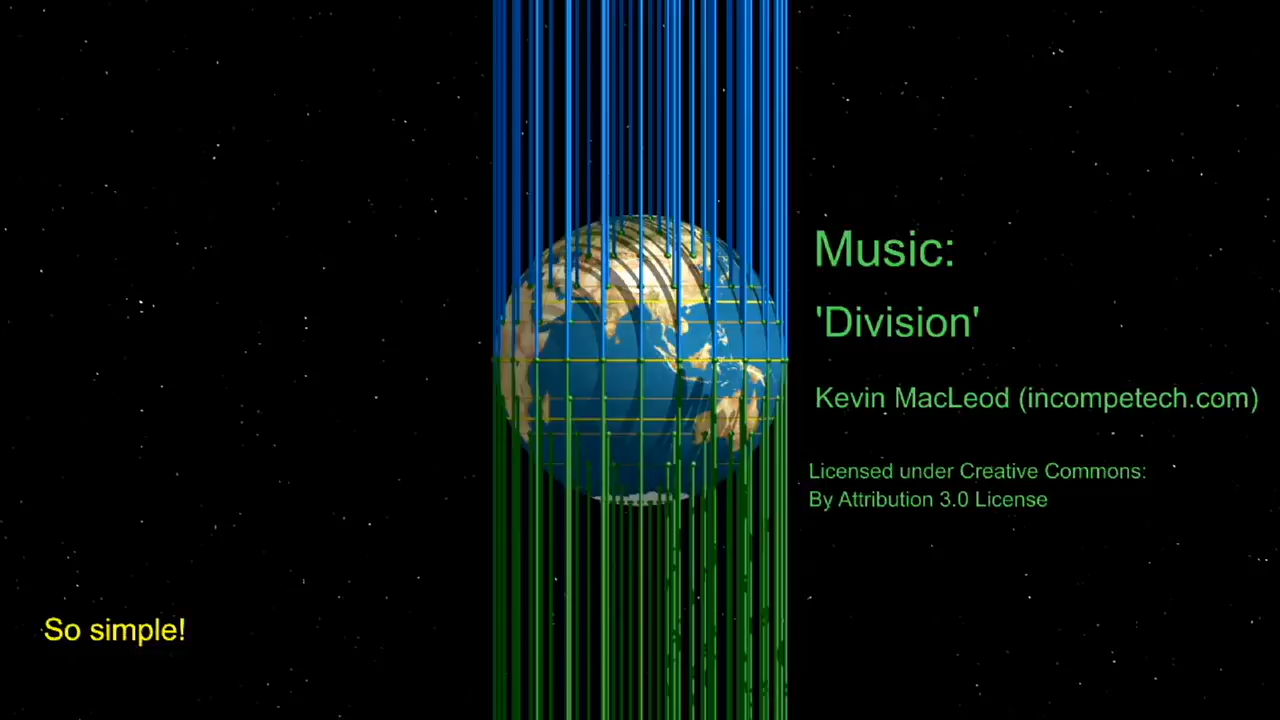 Music:
'Division'
Kevin MacLeod (incompetech.com)
Licensed under Creative Commons:
By Attribution 3.0 License
So simple!